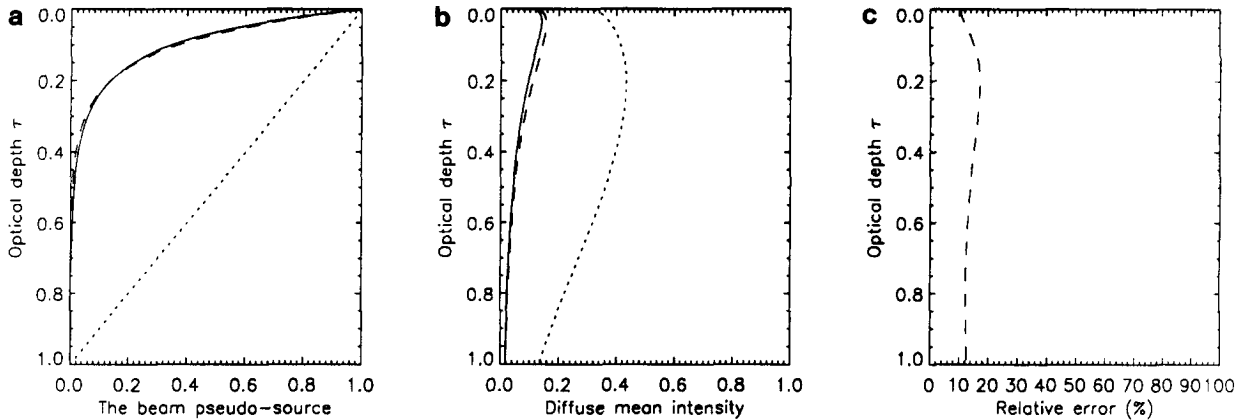 a
b
c
0.0
0.2
0.4
0.6
0.8
1.0
Optical depth τ
0.0 0.2 0.4 0.6 0.8 1.0
The beam pseudo-source
0.0
0.2
0.4
0.6
0.8
1.0
Optical depth τ
0.0 0.2 0.4 0.6 0.8 1.0
Diffuse mean intensity
0.0
0.2
0.4
0.6
0.8
1.0
Optical depth τ
0 10 20 30 40 50 60 70 80 90 100
Relative error (%)